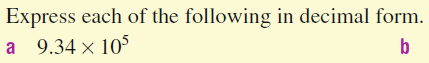 Express each of the following in decimal form.
a 9.34 × 10⁵ b